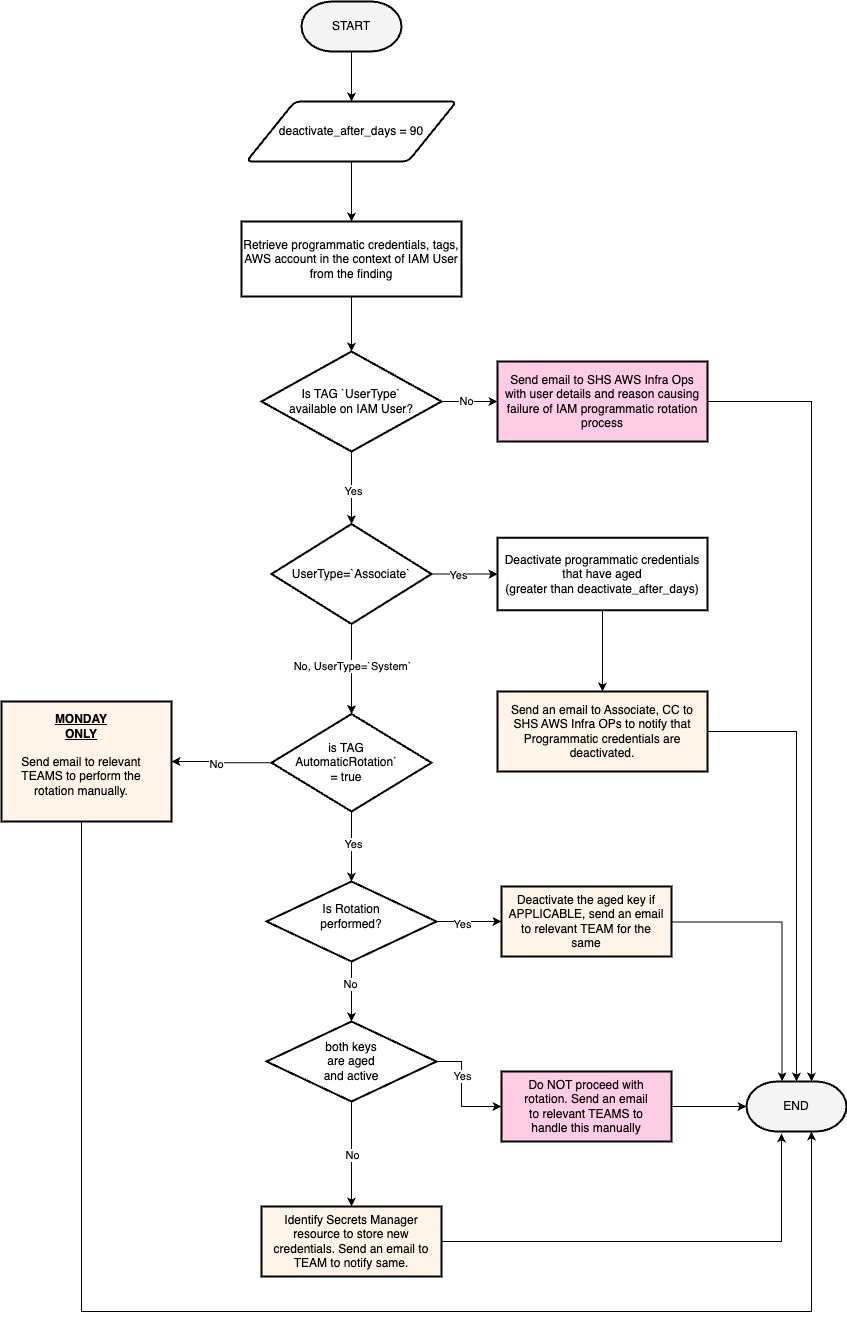 START
deactivate_after_days = 90
Retrieve programmatic credentials, tags,
AWS account in the context of IAM User
from the finding
Is TAG `UserType`
available on IAM User?
No
Send email to SHS AWS Infra Ops
with user details and reason causing
failure of IAM programmatic rotation
process
Yes
UserType=`Associate`
Yes
Deactivate programmatic credentials
that have aged
(greater than deactivate_after_days)
No, UserType=`System`
Send an email to Associate, CC to
SHS AWS Infra OPs to notify that
Programmatic credentials are
deactivated.
MONDAY
ONLY
Send email to relevant
TEAMS to perform the
rotation manually.
No
is TAG
AutomaticRotation`
= true
Yes
Is Rotation
performed?
Yes
Deactivate the aged key if
APPLICABLE, send an email
to relevant TEAM for the
same
No
both keys
are aged
and active
Yes
Do NOT proceed with
rotation. Send an email
to relevant TEAMS to
handle this manually
END
No
Identify Secrets Manager
resource to store new
credentials. Send an email to
TEAM to notify same.